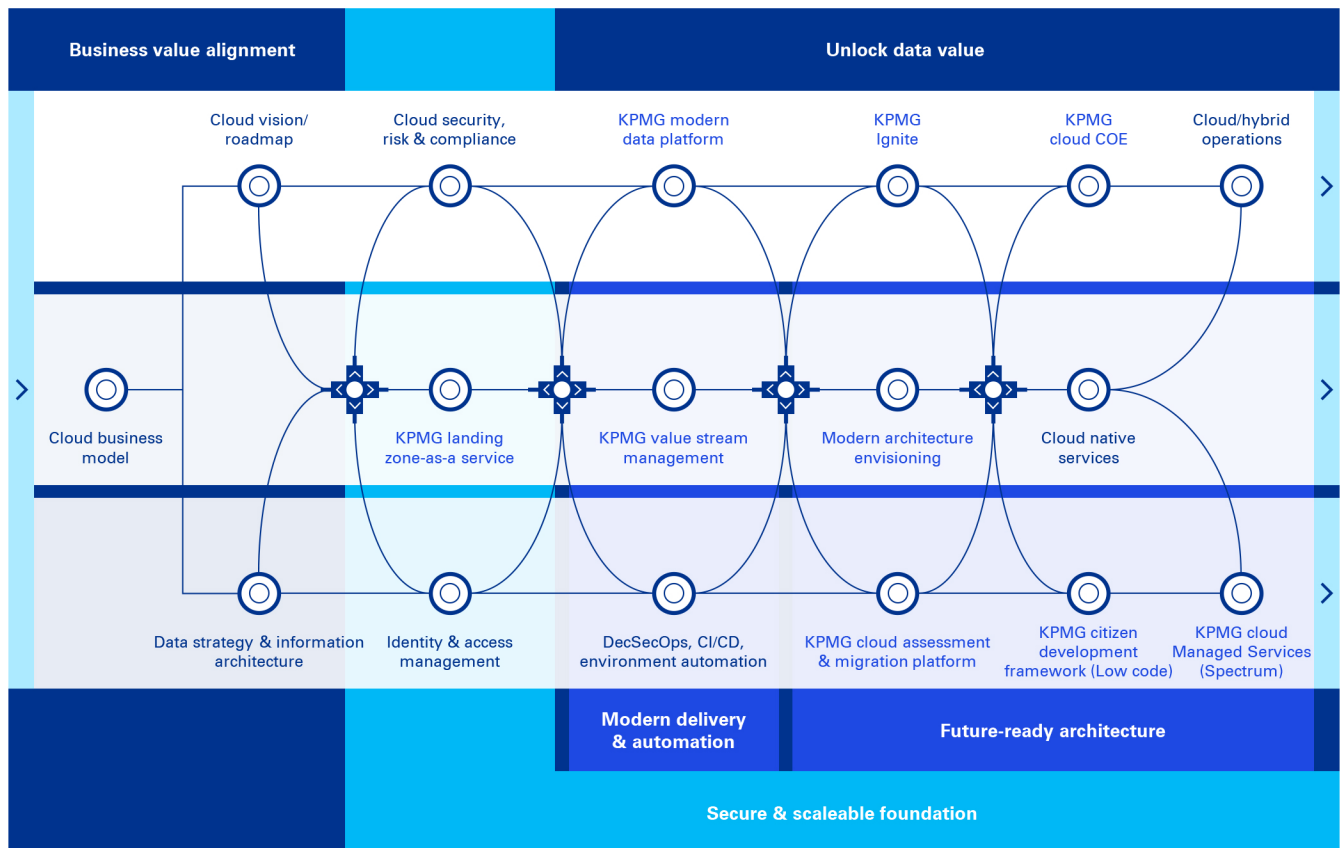 Business value alignment
Unlock data value
Cloud vision/
roadmap
Cloud security,
risk & compliance
KPMG modern
data platform
KPMG
Ignite
KPMG
cloud COE
Cloud/hybrid
operations
Cloud business
model
KPMG landing
zone-as-a service
KPMG value stream
management
Modern architecture
envisioning
Cloud native
services
Data strategy & information
architecture
Identity & access
management
DecSecOps, CI/CD,
environment automation
KPMG cloud assessment
& migration platform
KPMG citizen
development
framework (Low code)
KPMG cloud
Managed Services
(Spectrum)
Modern delivery
& automation
Future-ready architecture
Secure & scaleable foundation